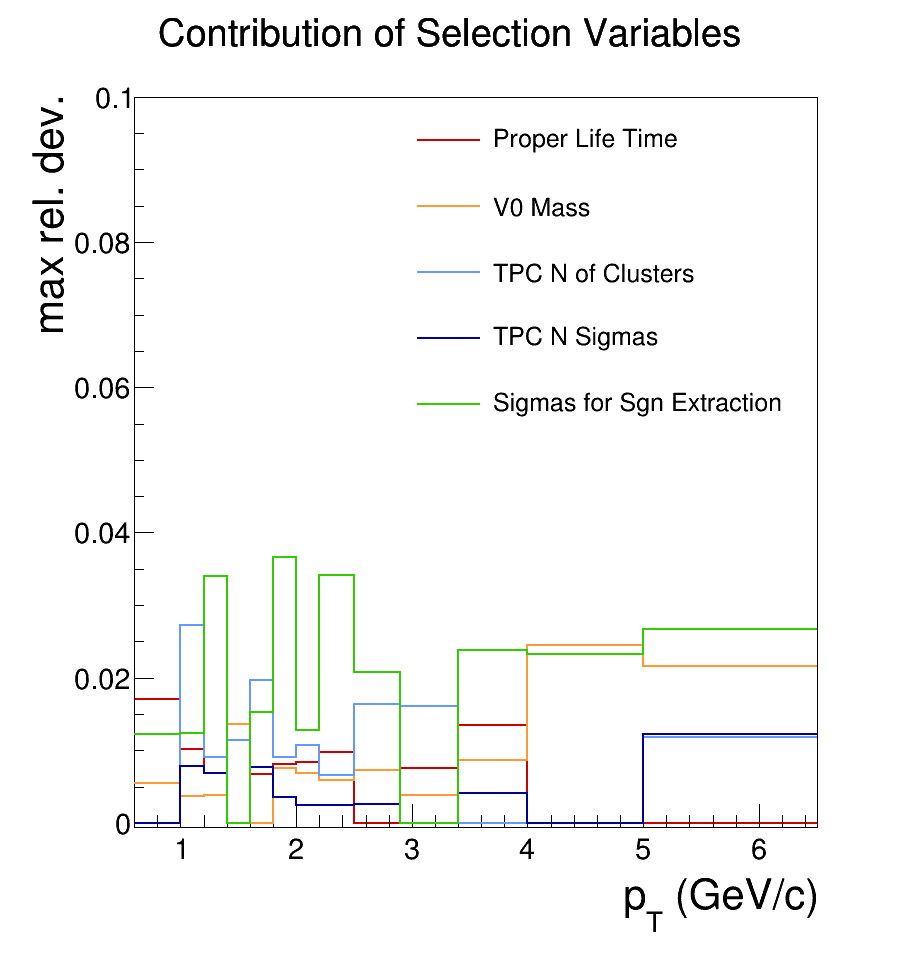 Contribution of Selection Variables
max rel. dev.
0.1
0.08
0.06
0.04
0.02
0
Proper Life Time
V0 Mass
TPC N of Clusters
TPC N Sigmas
Sigmas for Sgn Extraction
1 2 3 4 5 6
p_T (GeV/c)